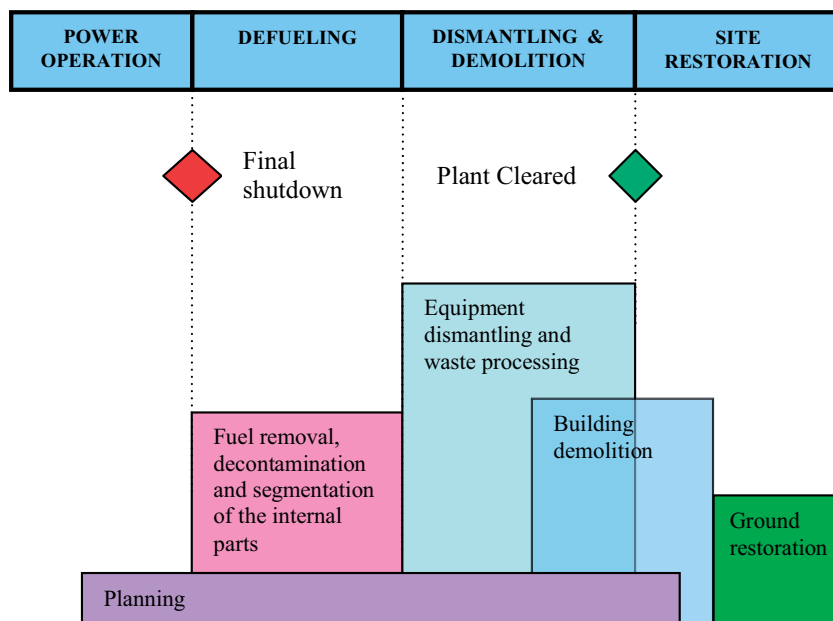 POWER
OPERATION
DEFUELING
DISMANTLING &
DEMOLITION
SITE
RESTORATION
Final
shutdown
Plant Cleared
Equipment
dismantling and
waste processing
Building
demolition
Fuel removal,
decontamination
and segmentation
of the internal
parts
Ground
restoration
Planning